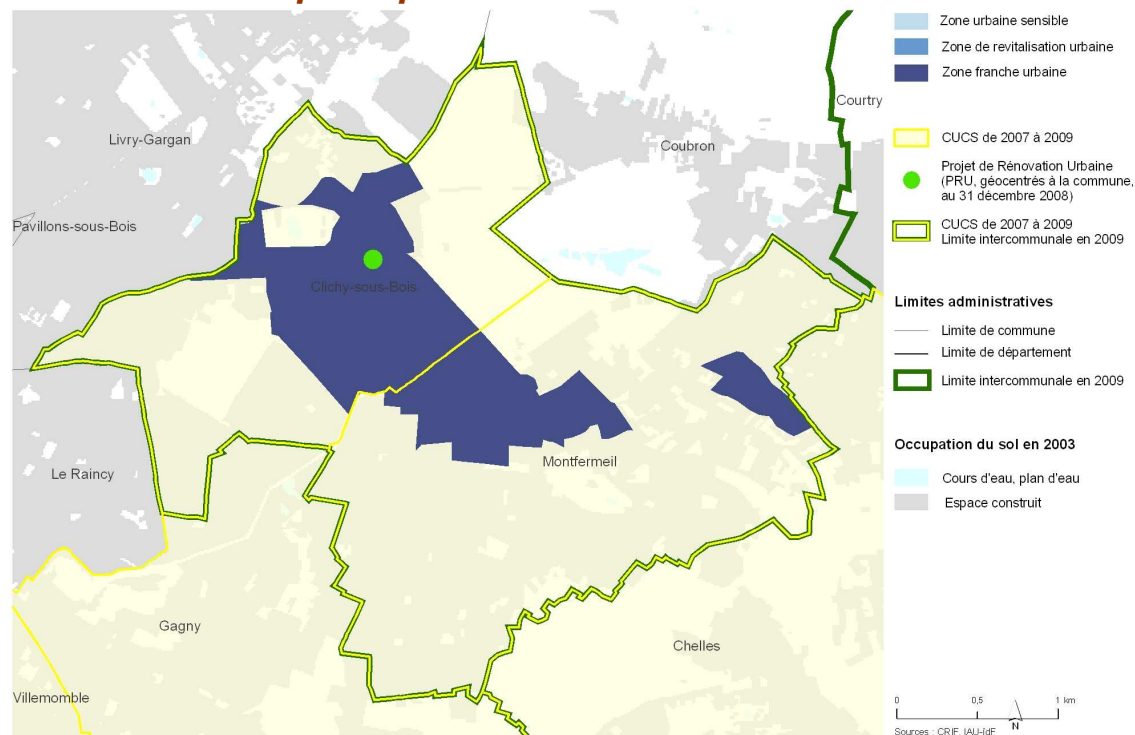 Livry-Gargan
Pavillons-sous-Bois
Clichy-sous-Bois
Coubron
Courtry
Le Raincy
Montfermeil
Gagny
Chelles
Villemomble
Zone urbaine sensible
Zone de revitalisation urbaine
Zone franche urbaine
CUCS de 2007 à 2009
Projet de Rénovation Urbaine
(PRU, géocentrés à la commune,
au 31 décembre 2008)
CUCS de 2007 à 2009
Limite intercommunale en 2009
Limites administratives
Limite de commune
Limite de département
Limite intercommunale en 2009
Occupation du sol en 2003
Cours d'eau, plan d'eau
Espace construit
0 0,5 1 km
N
Sources : CRIF, IAU-îdF